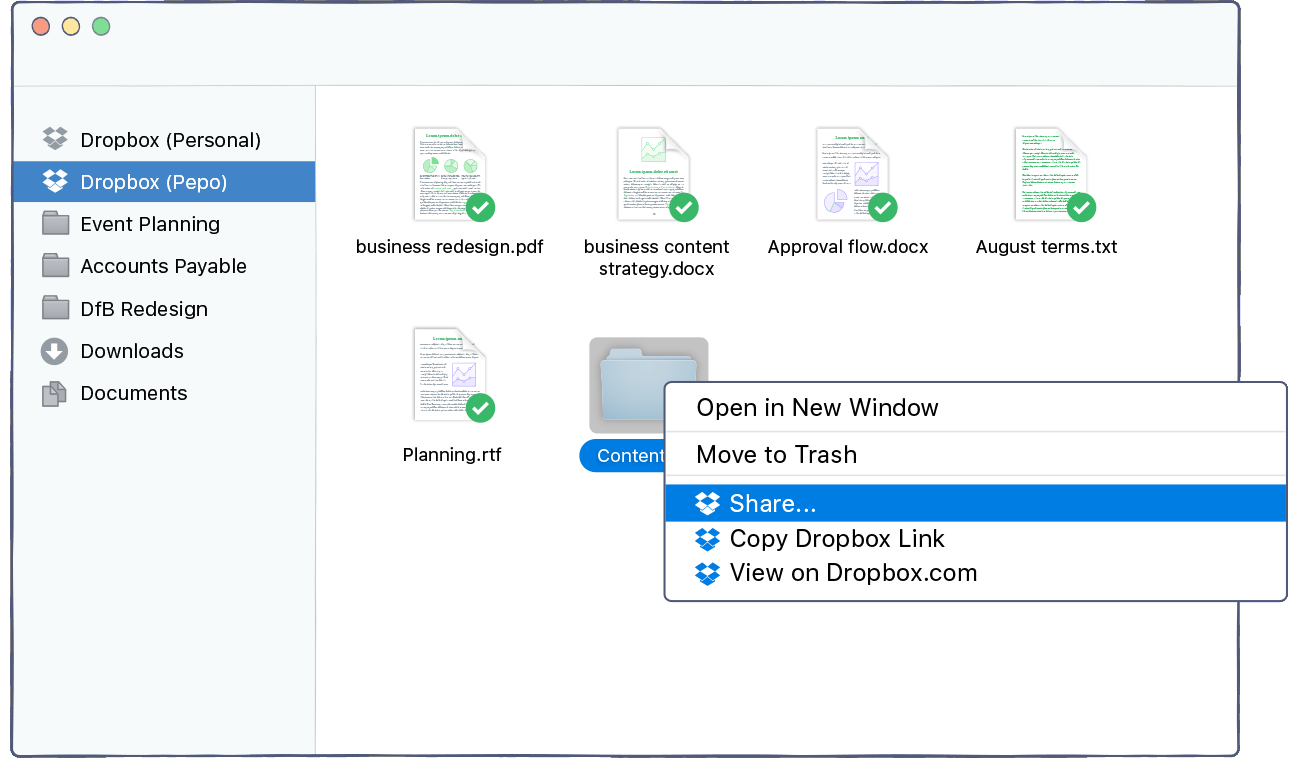 Dropbox (Personal)
Dropbox (Pepo)
Event Planning
Accounts Payable
DfB Redesign
Downloads
Documents
business redesign.pdf
business content
strategy.docx
Approval flow.docx
August terms.txt
Planning.rtf
Content
Open in New Window
Move to Trash
Share...
Copy Dropbox Link
View on Dropbox.com